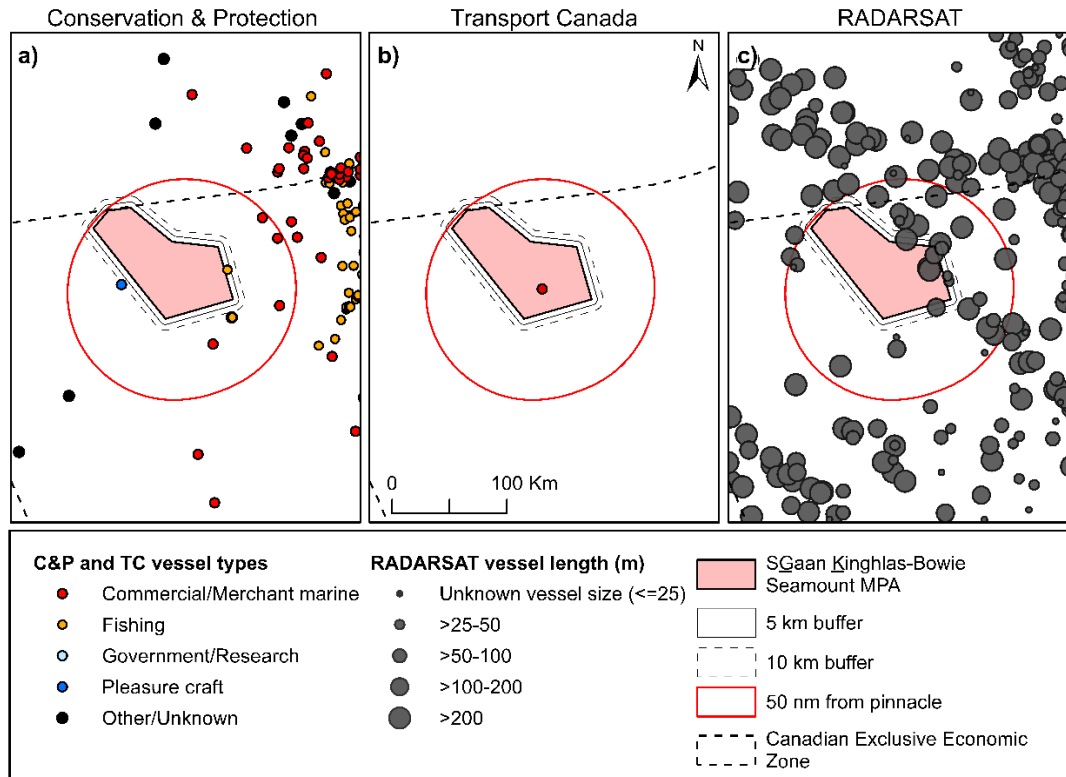 Conservation & Protection
Transport Canada
RADARSAT
a)
b)
N
c)
0
100 Km
C&P and TC vessel types
Commercial/Merchant marine
Fishing
Government/Research
Pleasure craft
Other/Unknown
RADARSAT vessel length (m)
Unknown vessel size (<=25)
>25-50
>50-100
>100-200
>200
SGaan Kinghlas-Bowie
Seamount MPA
5 km buffer
10 km buffer
50 nm from pinnacle
Canadian Exclusive Economic
Zone